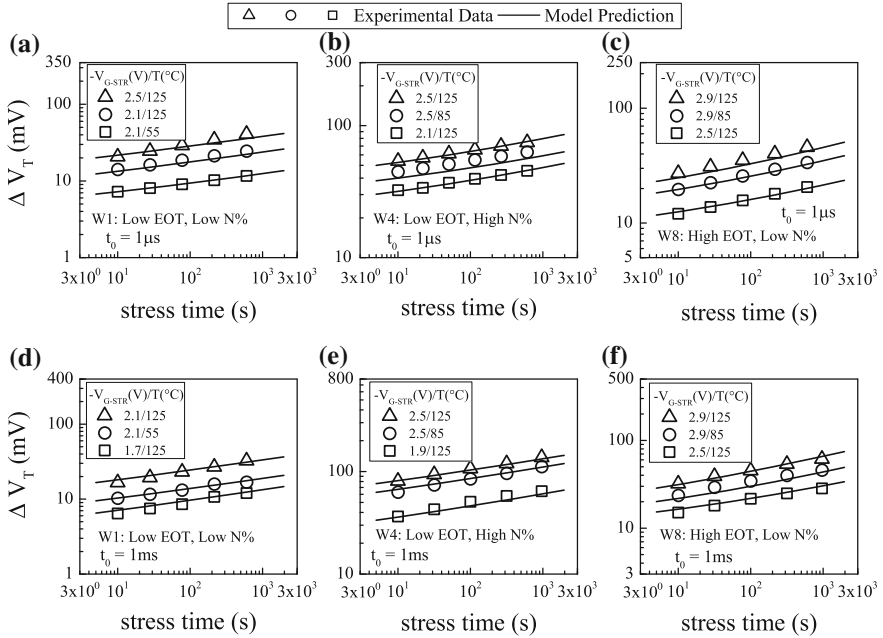 Experimental Data Model Prediction
(a) (b) (c)
-V_G-STR(V)/T(°C)
2.5/125
2.1/125
2.1/55
350
100
10
1
Δ V_T (mV)
W1: Low EOT, Low N%
t_0 = 1μs
3x10^0 10^1 10^2 10^3 3x10^3
stress time (s)
-V_G-STR(V)/T(°C)
2.5/125
2.5/85
2.1/125
300
100
10
W4: Low EOT, High N%
t_0 = 1μs
3x10^0 10^1 10^2 10^3 3x10^3
stress time (s)
-V_G-STR(V)/T(°C)
2.9/125
2.9/85
2.5/125
250
100
10
5
t_0 = 1μs
W8: High EOT, Low N%
3x10^0 10^1 10^2 10^3 3x10^3
stress time (s)
(d) (e) (f)
-V_G-STR(V)/T(°C)
2.1/125
2.1/55
1.7/125
400
100
10
1
Δ V_T (mV)
W1: Low EOT, Low N%
t_0 = 1ms
3x10^0 10^1 10^2 10^3 3x10^3
stress time (s)
-V_G-STR(V)/T(°C)
2.5/125
2.5/85
1.9/125
800
100
10
W4: Low EOT, High N%
t_0 = 1ms
3x10^0 10^1 10^2 10^3 3x10^3
stress time (s)
-V_G-STR(V)/T(°C)
2.9/125
2.9/85
2.5/125
500
100
10
3
W8: High EOT, Low N%
t_0 = 1ms
3x10^0 10^1 10^2 10^3 3x10^3
stress time (s)